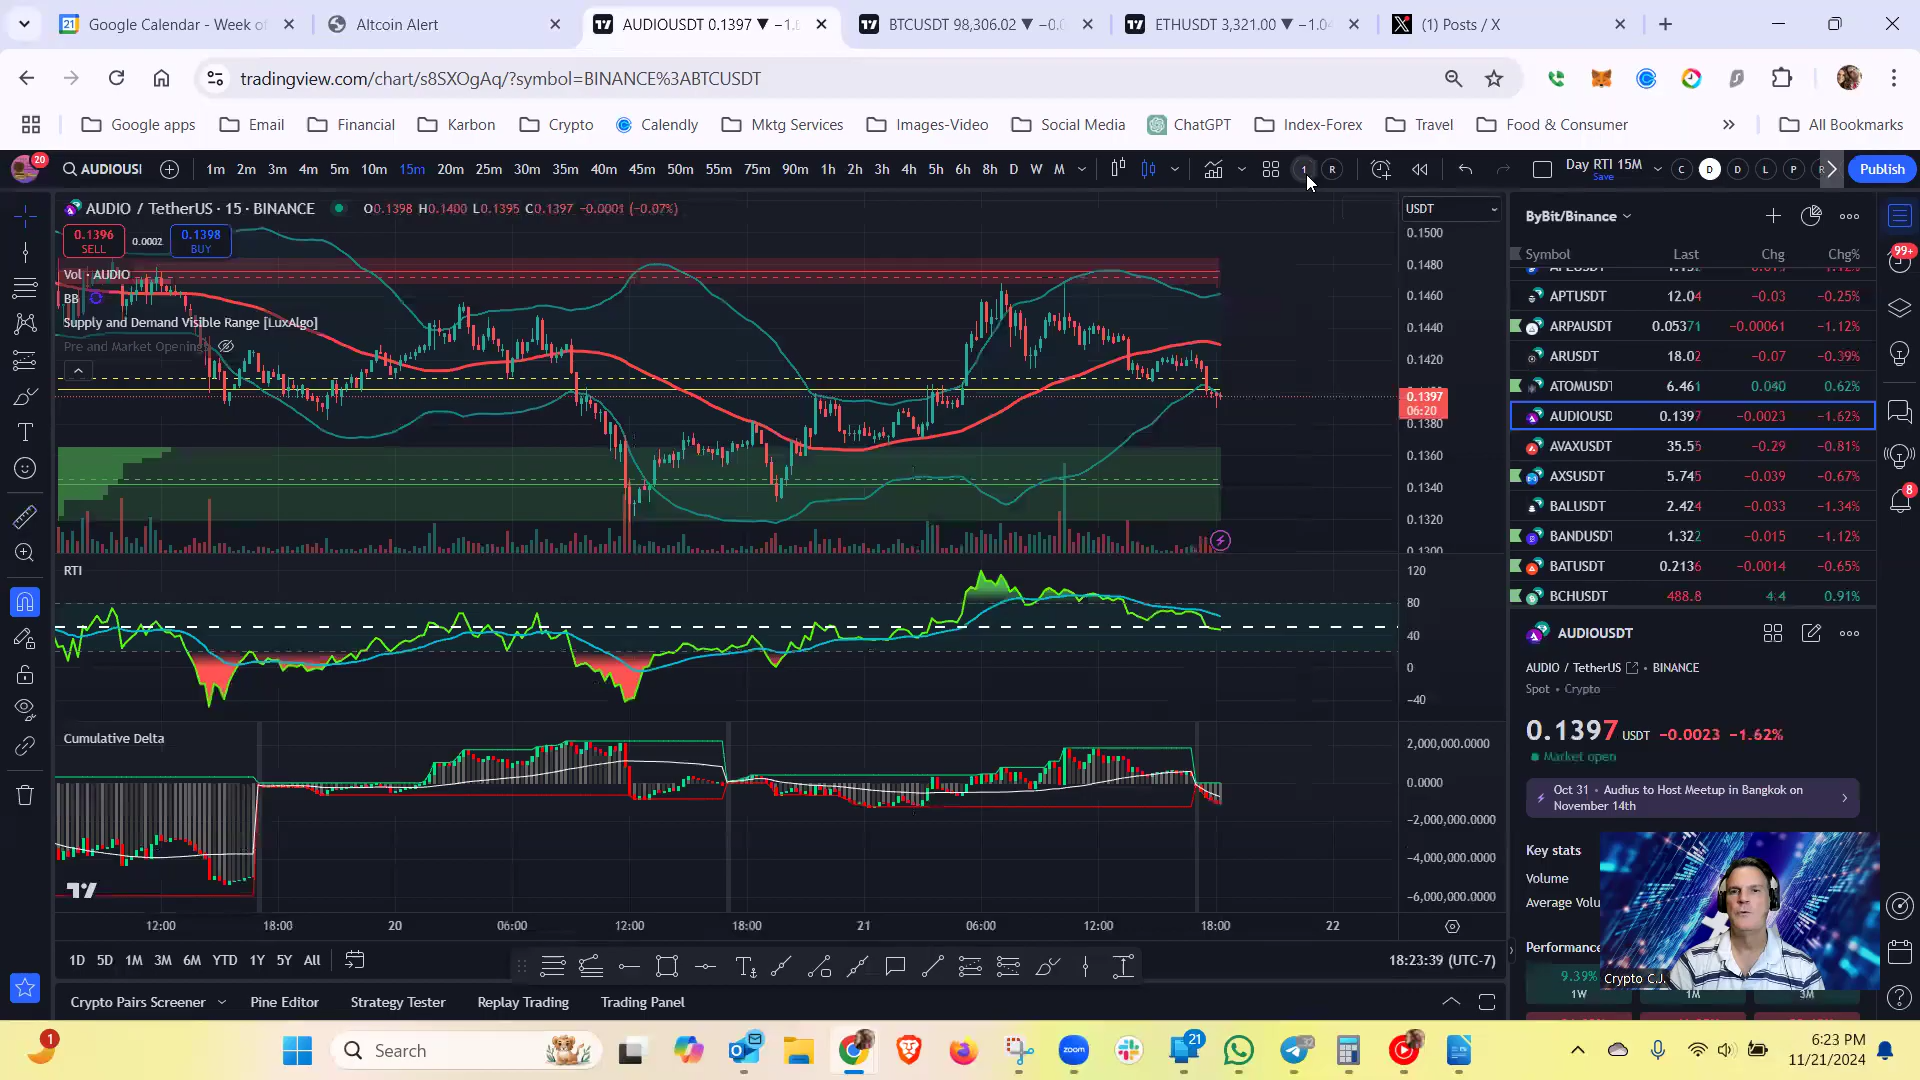 Google Calendar - Week of
Altcoin Alert
AUDIOUSDT 0.1397 ▼ −1.6
BTCUSDT 98,306.02 ▼ −0.0
ETHUSDT 3,321.00 ▼ −1.0
(1) Posts / X
tradingview.com/chart/s8SXOgAq/?symbol=BINANCE%3ABTCUSDT
Google apps
Email
Financial
Karbon
Crypto
Calendly
Mktg Services
Images-Video
Social Media
ChatGPT
Index-Forex
Travel
Food & Consumer
All Bookmarks
20
AUDIOUSI
1m 2m 3m 4m 5m 10m 15m 20m 25m 30m 35m 40m 45m 50m 55m 75m 90m 1h 2h 3h 4h 5h 6h 8h D W M
1
R
Day RTI 15M
Save
C D D L P R
Publish
AUDIO / TetherUS · 15 · BINANCE
O0.1398 H0.1400 L0.1395 C0.1397 −0.0001 (−0.07%)
0.1396
SELL
0.0002
0.1398
BUY
Vol · AUDIO
BB
Supply and Demand Visible Range [LuxAlgo]
Pre and Market Opening
USDT
0.1500
0.1480
0.1460
0.1440
0.1420
0.1397
06:20
0.1380
0.1360
0.1340
0.1320
0.1300
RTI
120
80
40
0
−40
Cumulative Delta
2,000,000.0000
0.0000
−2,000,000.0000
−4,000,000.0000
−6,000,000.0000
12:00 18:00 20 06:00 12:00 18:00 21 06:00 12:00 18:00 22
1D 5D 1M 3M 6M YTD 1Y 5Y All
18:23:39 (UTC-7)
Crypto Pairs Screener
Pine Editor
Strategy Tester
Replay Trading
Trading Panel
ByBit/Binance
Symbol Last Chg Chg%
APTUSDT 12.04 −0.03 −0.25%
ARPAUSDT 0.05371 −0.00061 −1.12%
ARUSDT 18.02 −0.07 −0.39%
ATOMUSDT 6.461 0.040 0.62%
AUDIOUSD 0.1397 −0.0023 −1.62%
AVAXUSDT 35.55 −0.29 −0.81%
AXSUSDT 5.745 −0.039 −0.67%
BALUSDT 2.424 −0.033 −1.34%
BANDUSDT 1.322 −0.015 −1.12%
BATUSDT 0.2136 −0.0014 −0.65%
BCHUSDT 488.8 4.4 0.91%
99+
8
AUDIOUSDT
AUDIO / TetherUS • BINANCE
Spot • Crypto
0.1397 USDT −0.0023 −1.62%
Market open
Oct 31 • Audius to Host Meetup in Bangkok on
November 14th
Key stats
Volume
Average Volu
Performance
9.39%
1W
1M
3M
Crypto C.J.
1
Search
zoom
21
6:23 PM
11/21/2024